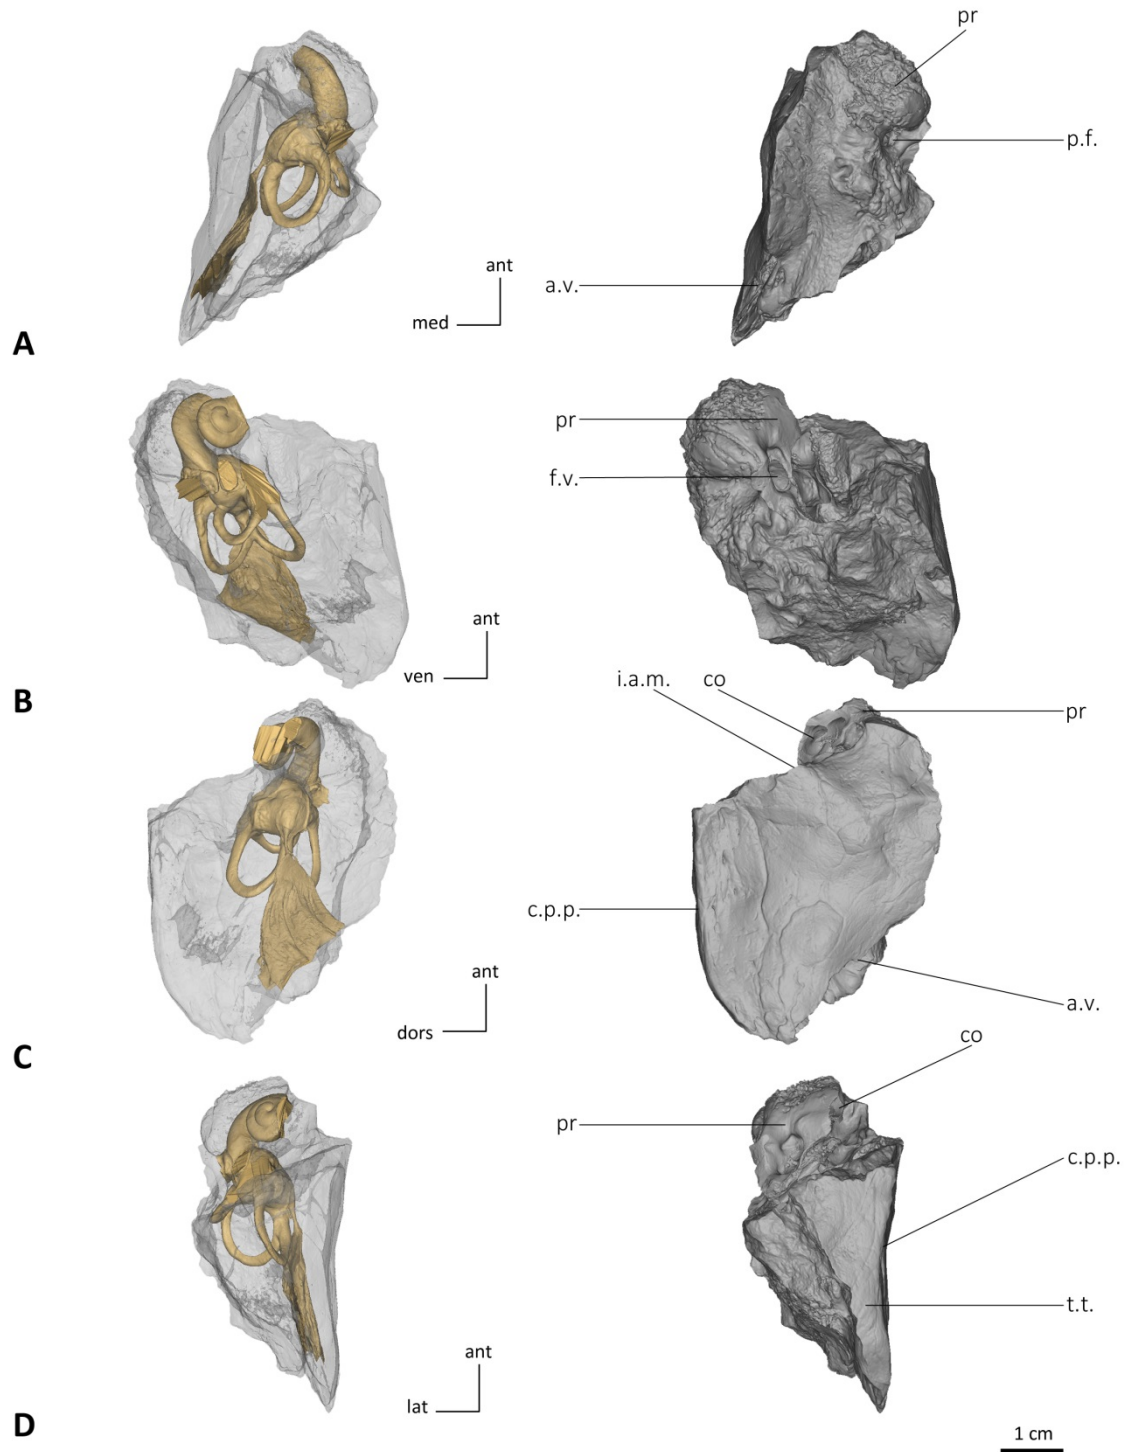 pr
p.f.
ant
a.v.
med
A
pr
f.v.
ant
ven
B
i.a.m.
co
pr
c.p.p.
ant
a.v.
dors
C
co
pr
c.p.p.
t.t.
ant
lat
D
1 cm